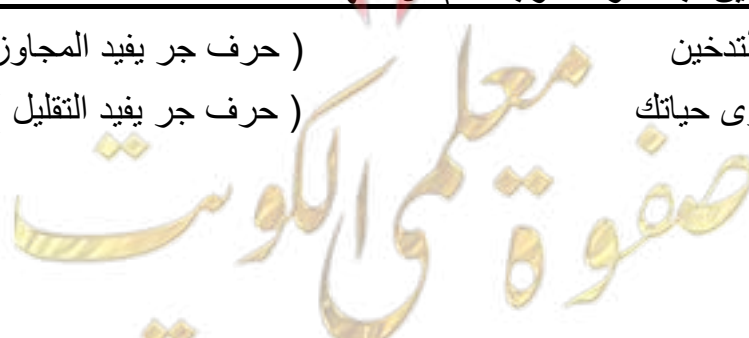 لتدخين ( حرف جر يفيد المجاوز
ى حياتك ( حرف جر يفيد التقليل
صفوة معلمي الكويت